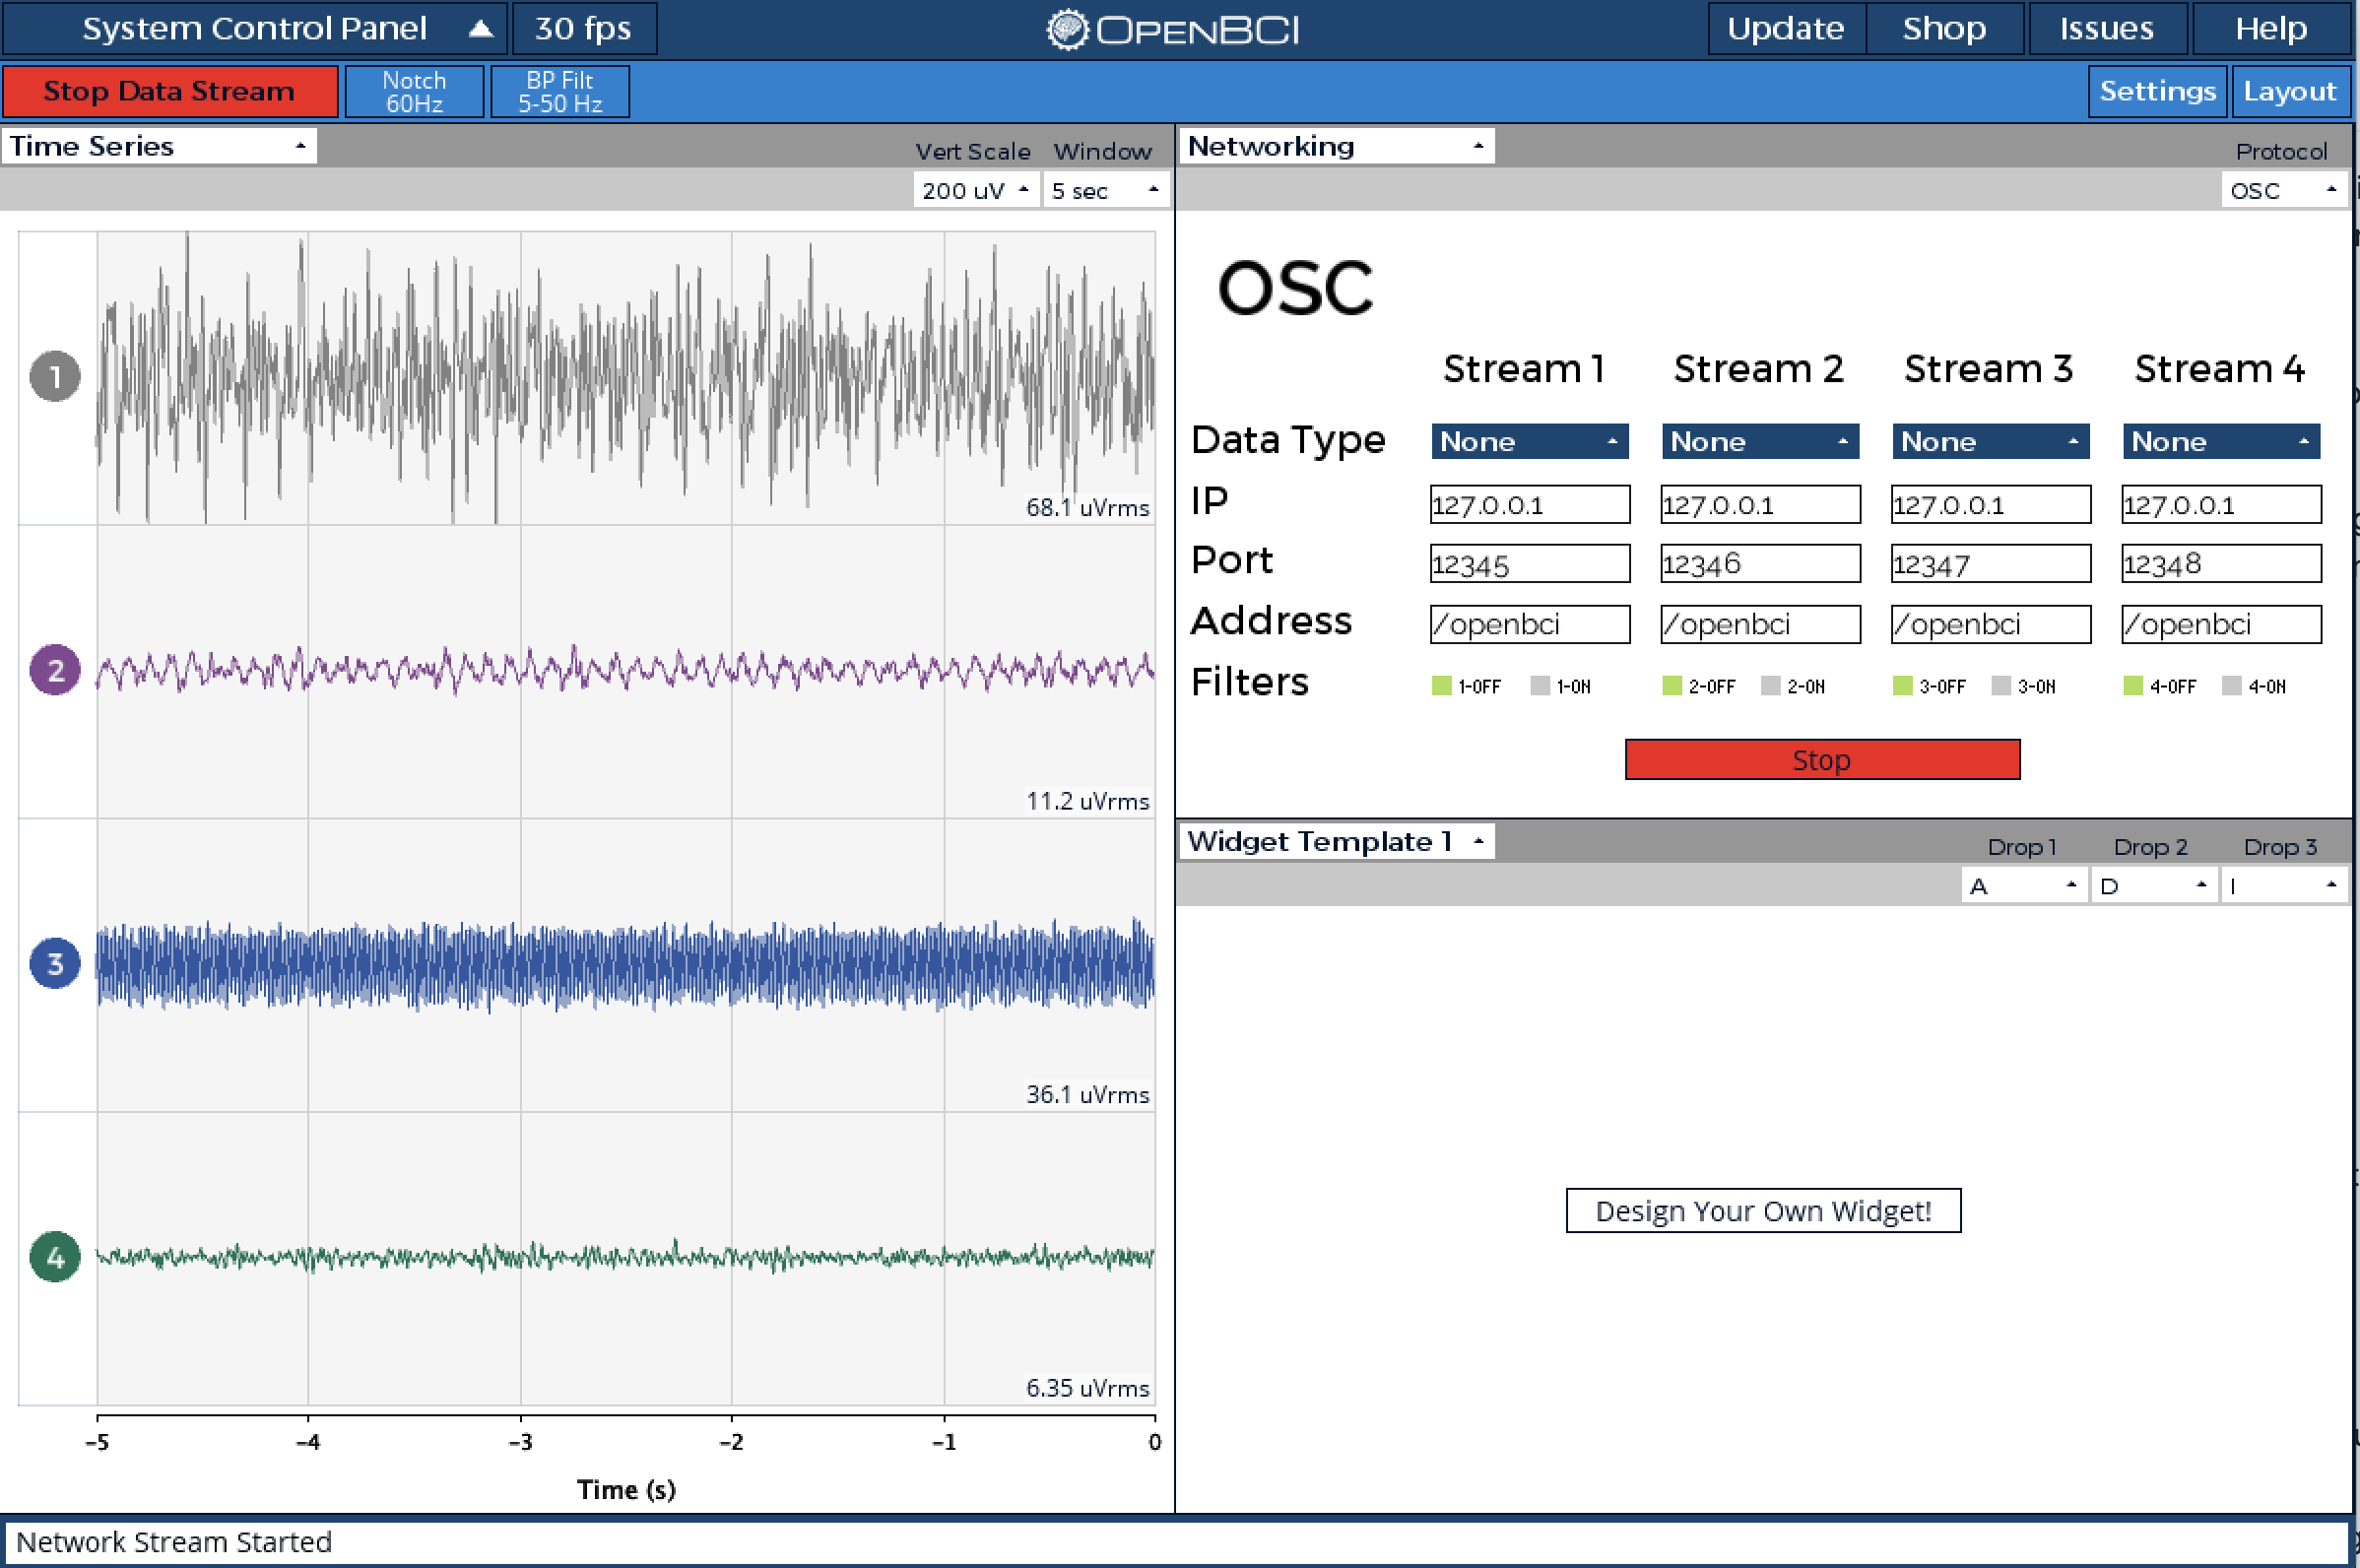 System Control Panel 30 fps OPENBCI Update Shop Issues Help
Stop Data Stream Notch 60Hz BP Filt 5-50 Hz Settings Layout
Time Series
Vert Scale Window
200 uV 5 sec
1
68.1 uVrms
2
11.2 uVrms
3
36.1 uVrms
4
6.35 uVrms
-5 -4 -3 -2 -1 0
Time (s)
Networking
Protocol
OSC
OSC
Stream 1 Stream 2 Stream 3 Stream 4
Data Type None None None None
IP 127.0.0.1 127.0.0.1 127.0.0.1 127.0.0.1
Port 12345 12346 12347 12348
Address /openbci /openbci /openbci /openbci
Filters 1-OFF 1-ON 2-OFF 2-ON 3-OFF 3-ON 4-OFF 4-ON
Stop
Widget Template 1
Drop 1 Drop 2 Drop 3
A D I
Design Your Own Widget!
Network Stream Started